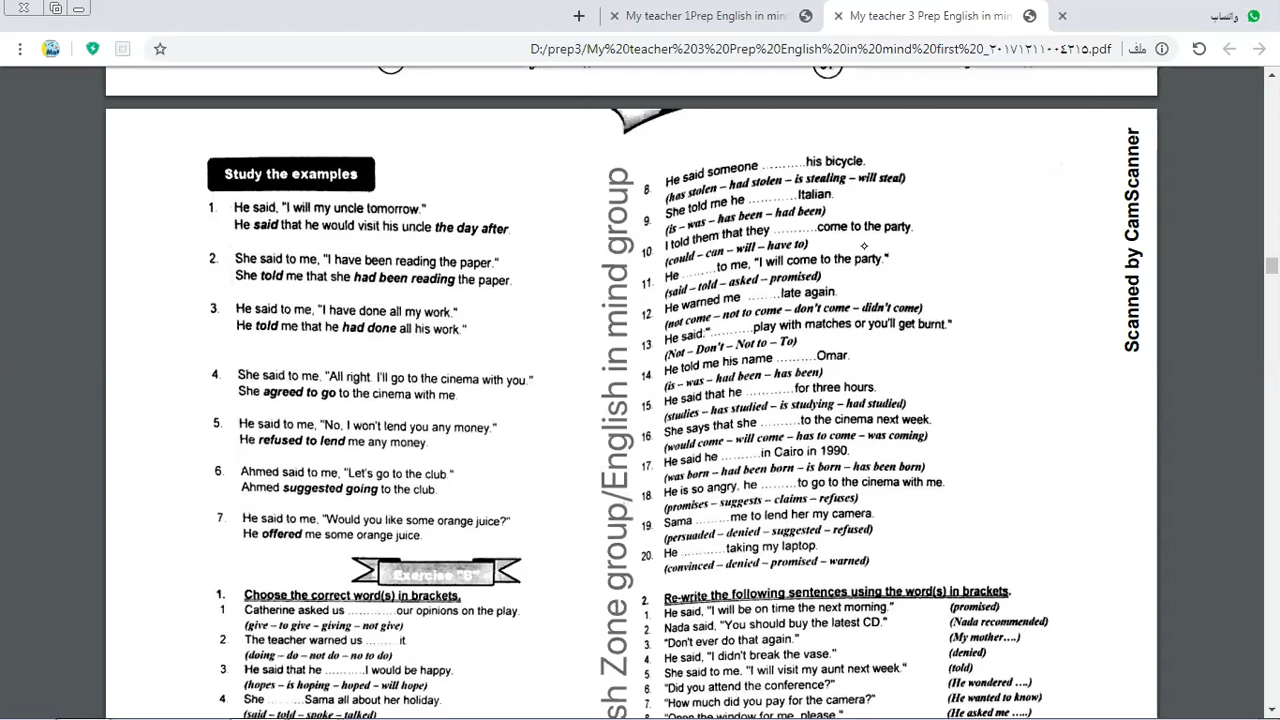 My teacher 1Prep English in mind
My teacher 3 Prep English in min
واتساب
D:/prep3/My%20teacher%203%20Prep%20English%20in%20mind%20first%20_٢٠١٧١٢١١٠٠٤٢١٥.pdf
ملف
Study the examples
1. He said, "I will my uncle tomorrow."
He said that he would visit his uncle the day after.
2. She said to me, "I have been reading the paper."
She told me that she had been reading the paper.
3. He said to me, "I have done all my work."
He told me that he had done all his work."
4. She said to me, "All right. I'll go to the cinema with you."
She agreed to go to the cinema with me.
5. He said to me, "No, I won't lend you any money."
He refused to lend me any money.
6. Ahmed said to me, "Let's go to the club."
Ahmed suggested going to the club.
7. He said to me, "Would you like some orange juice?"
He offered me some orange juice.
Exercise "B"
1. Choose the correct word(s) in brackets.
1 Catherine asked us ............ our opinions on the play.
(give – to give – giving – not give)
2. The teacher warned us ....... it.
(doing – do – not do – no to do)
3. He said that he ...........I would be happy.
(hopes – is hoping – hoped – will hope)
4. She ........Sama all about her holiday.
(said – told – spoke – talked)
sh Zone group/English in mind group
8. He said someone ...........his bicycle.
(has stolen – had stolen – is stealing – will steal)
9. She told me he ............Italian.
(is – was – has been – had been)
10. I told them that they ..........come to the party.
(could – can – will – have to)
11. He ........to me, "I will come to the party."
(said – told – asked – promised)
12. He warned me ........late again.
(not come – not to come – don't come – didn't come)
13. He said."..........play with matches or you'll get burnt."
(Not – Don't – Not to – To)
14. He told me his name ..........Omar.
(is – was – had been – has been)
15. He said that he ............for three hours.
(studies – has studied – is studying – had studied)
16. She says that she ..........to the cinema next week.
(would come – will come – has to come – was coming)
17. He said he ..........in Cairo in 1990.
(was born – had been born – is born – has been born)
18. He is so angry, he .........to go to the cinema with me.
(promises – suggests – claims – refuses)
19. Sama .........me to lend her my camera.
(persuaded – denied – suggested – refused)
20. He ...........taking my laptop.
(convinced – denied – promised – warned)
2. Re-write the following sentences using the word(s) in brackets.
1. He said, "I will be on time the next morning." (promised)
2. Nada said, "You should buy the latest CD." (Nada recommended)
3. "Don't ever do that again." (My mother....)
4. He said, "I didn't break the vase." (denied)
5. She said to me, "I will visit my aunt next week." (told)
6. "Did you attend the conference?" (He wondered ....)
7. "How much did you pay for the camera?" (He wanted to know)
8. "Open the window for me, please." (He asked me .....)
Scanned by CamScanner